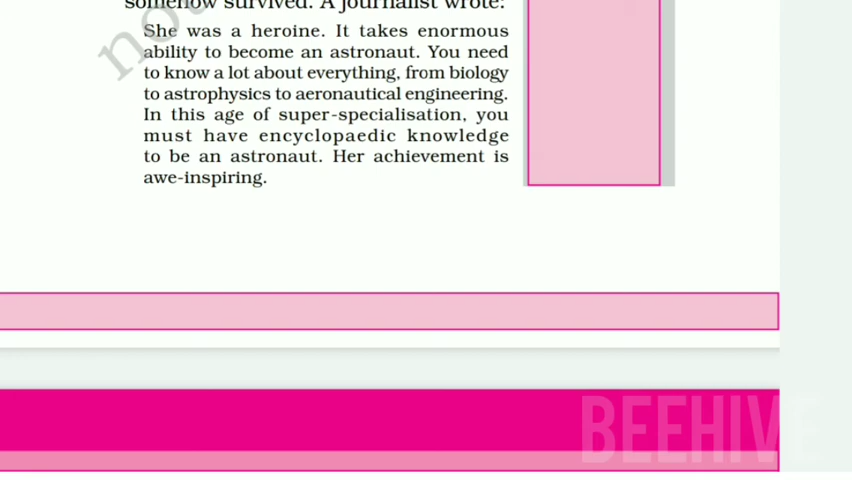 somehow survived. A journalist wrote:
She was a heroine. It takes enormous
ability to become an astronaut. You need
to know a lot about everything, from biology
to astrophysics to aeronautical engineering.
In this age of super-specialisation, you
must have encyclopaedic knowledge
to be an astronaut. Her achievement is
awe-inspiring.
not
BEEHIVE